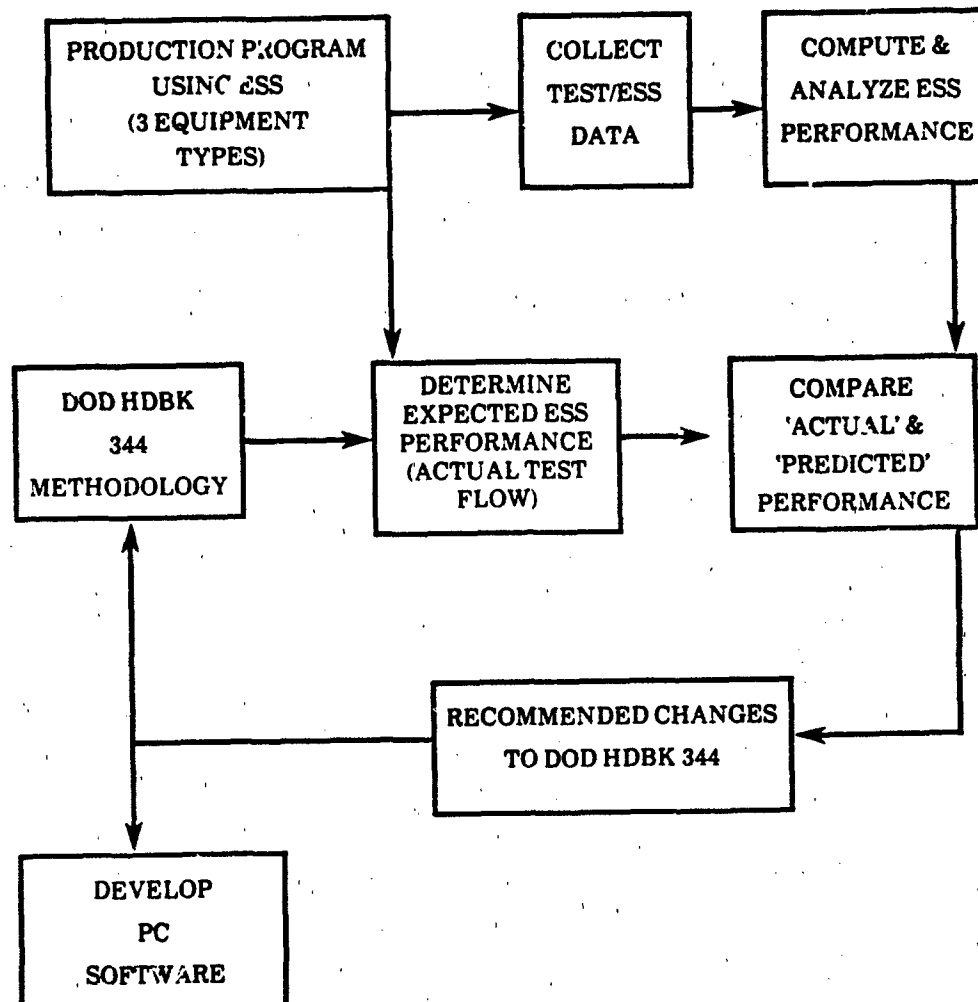 PRODUCTION PROGRAM
USING ESS
(3 EQUIPMENT
TYPES)
COLLECT
TEST/ESS
DATA
COMPUTE &
ANALYZE ESS
PERFORMANCE
DOD HDBK
344
METHODOLOGY
DETERMINE
EXPECTED ESS
PERFORMANCE
(ACTUAL TEST
FLOW)
COMPARE
'ACTUAL' &
'PREDICTED'
PERFORMANCE
RECOMMENDED CHANGES
TO DOD HDBK 344
DEVELOP
PC
SOFTWARE